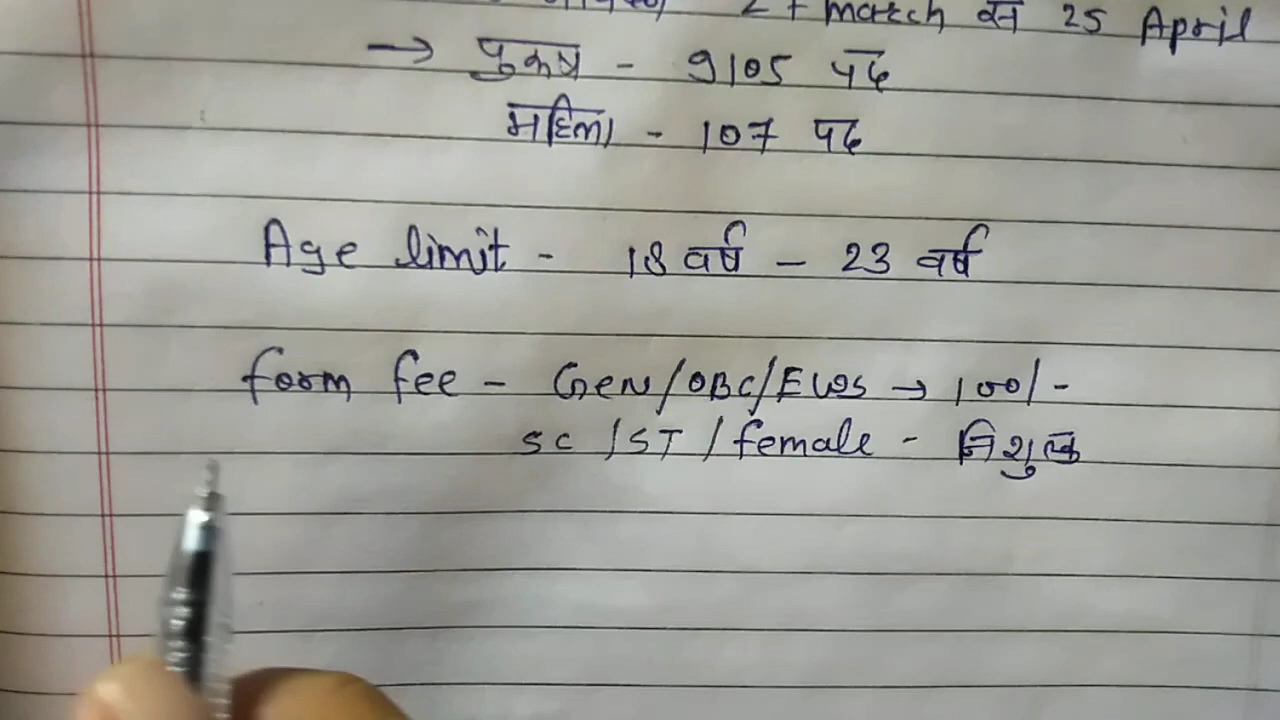 27 march से 25 April
→ पुरुष - 9105 पद
महिला - 107 पद
Age limit - 18 वर्ष - 23 वर्ष
form fee - GeN/OBC/EWS → 100/-
SC/ST/female - निशुल्क